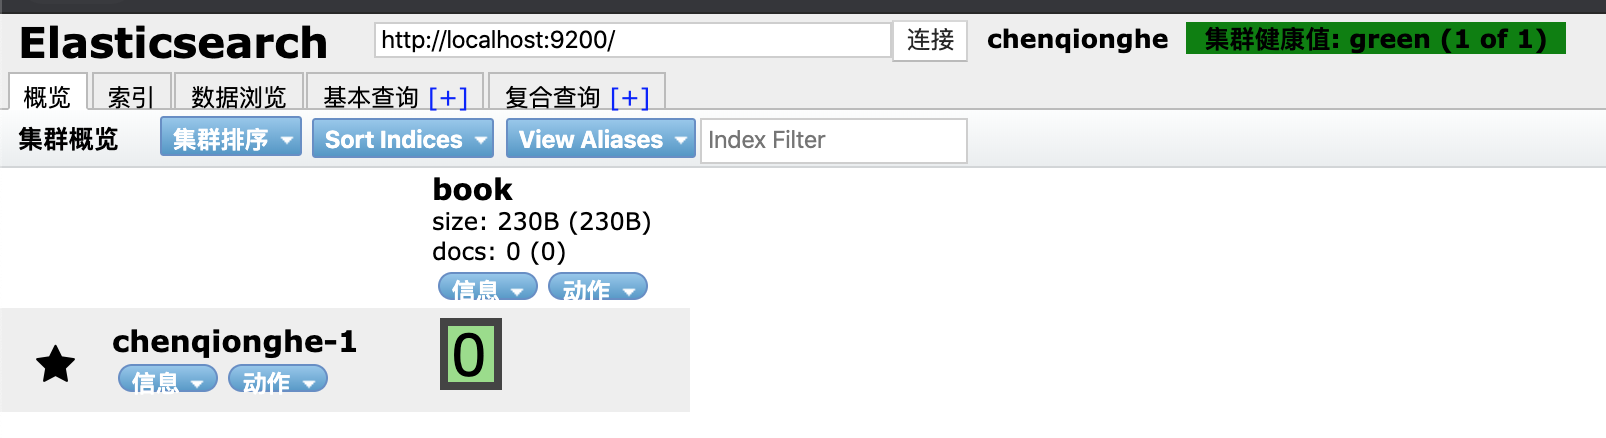 Elasticsearch http://localhost:9200/ 连接 chenqionghe 集群健康值: green (1 of 1)
概览 索引 数据浏览 基本查询 [+] 复合查询 [+]
集群概览 集群排序 Sort Indices View Aliases Index Filter
book
size: 230B (230B)
docs: 0 (0)
信息 动作
chenqionghe-1 0
信息 动作